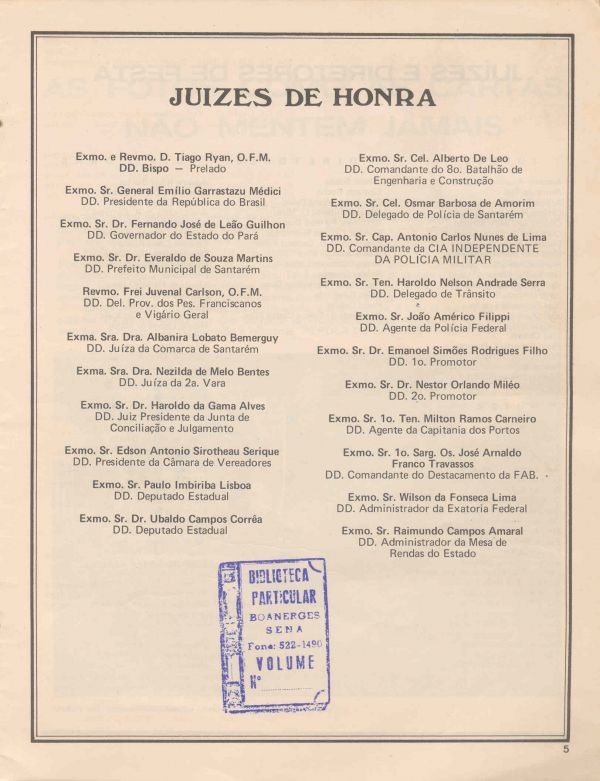 JUIZES DE HONRA
Exmo. e Revmo. D. Tiago Ryan, O.F.M.
DD. Bispo — Prelado
Exmo. Sr. General Emílio Garrastazu Médici
DD. Presidente da República do Brasil
Exmo. Sr. Dr. Fernando José de Leão Guilhon
DD. Governador do Estado do Pará
Exmo. Sr. Dr. Everaldo de Souza Martins
DD. Prefeito Municipal de Santarém
Revmo. Frei Juvenal Carlson, O.F.M.
DD. Del. Prov. dos Pes. Franciscanos
e Vigário Geral
Exma. Sra. Dra. Albanira Lobato Bemerguy
DD. Juíza da Comarca de Santarém
Exma. Sra. Dra. Nezilda de Melo Bentes
DD. Juíza da 2a. Vara
Exmo. Sr. Dr. Haroldo da Gama Alves
DD. Juiz Presidente da Junta de
Conciliação e Julgamento
Exmo. Sr. Edson Antonio Sirotheau Serique
DD. Presidente da Câmara de Vereadores
Exmo. Sr. Paulo Imbiriba Lisboa
DD. Deputado Estadual
Exmo. Sr. Dr. Ubaldo Campos Corrêa
DD. Deputado Estadual
Exmo. Sr. Cel. Alberto De Leo
DD. Comandante do 8o. Batalhão de
Engenharia e Construção
Exmo. Sr. Cel. Osmar Barbosa de Amorim
DD. Delegado de Polícia de Santarém
Exmo. Sr. Cap. Antonio Carlos Nunes de Lima
DD. Comandante da CIA INDEPENDENTE
DA POLÍCIA MILITAR
Exmo. Sr. Ten. Haroldo Nelson Andrade Serra
DD. Delegado de Trânsito
Exmo. Sr. João Américo Filippi
DD. Agente da Polícia Federal
Exmo. Sr. Dr. Emanoel Simões Rodrigues Filho
DD. 1o. Promotor
Exmo. Sr. Dr. Nestor Orlando Miléo
DD. 2o. Promotor
Exmo. Sr. 1o. Ten. Milton Ramos Carneiro
DD. Agente da Capitania dos Portos
Exmo. Sr. 1o. Sarg. Os. José Arnaldo
Franco Travassos
DD. Comandante do Destacamento da FAB.
Exmo. Sr. Wilson da Fonseca Lima
DD. Administrador da Exatoria Federal
Exmo. Sr. Raimundo Campos Amaral
DD. Administrador da Mesa de
Rendas do Estado
BIBLIOTECA
PARTICULAR
BOANERGES
SENA
Fone: 522-1490
VOLUME
Nº
5